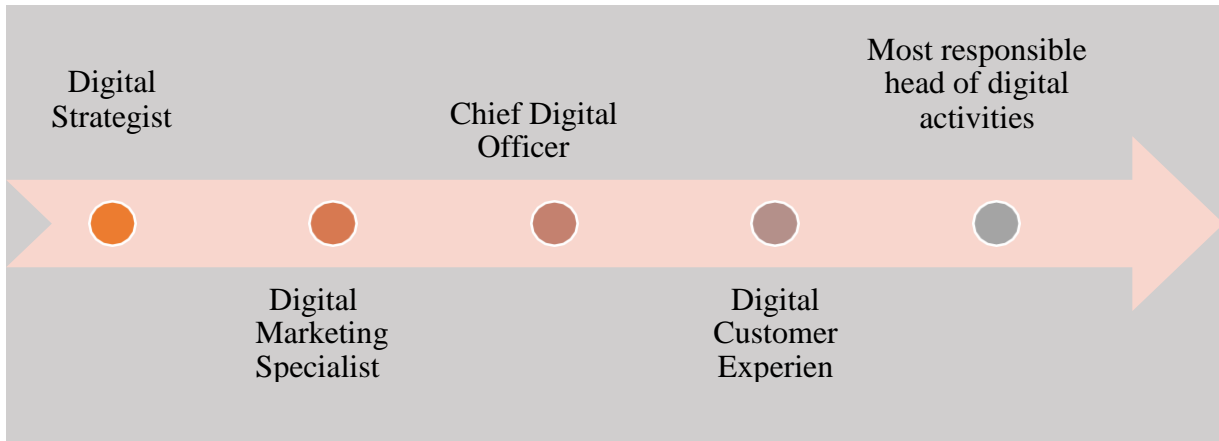 Digital
Strategist
Digital
Marketing
Specialist
Chief Digital
Officer
Digital
Customer
Experien
Most responsible
head of digital
activities